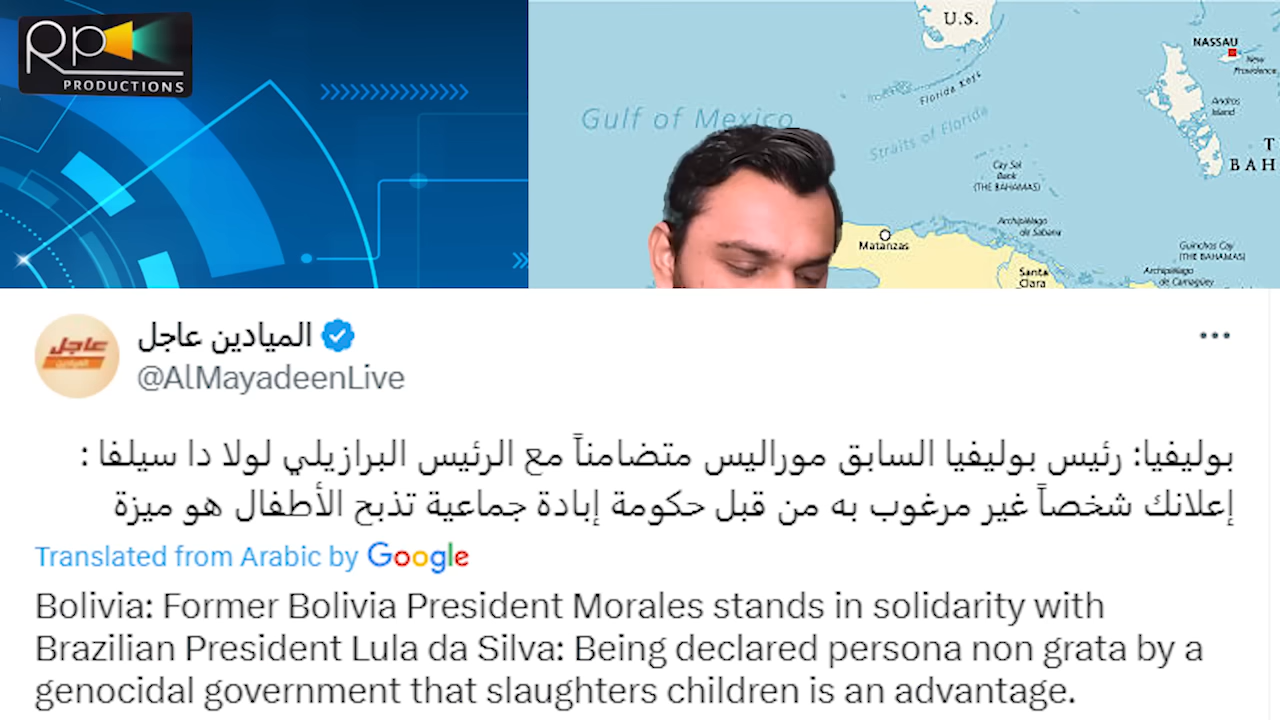 RP
PRODUCTIONS
U.S.
NASSAU
New
Providence
Gulf of Mexico
Florida Keys
Andros
Island
Straits of Florida
Cay Sal
Bank
(THE BAHAMAS)
T
BAH
Archipiélago
de Sabana
Matanzas
Guinchos Cay
(THE BAHAMAS)
Santa
Clara
Archipiélago
de Camagüey
عاجل
الميادين
الميادين عاجل
@AlMayadeenLive
بوليفيا: رئيس بوليفيا السابق موراليس متضامناً مع الرئيس البرازيلي لولا دا سيلفا :
إعلانك شخصاً غير مرغوب به من قبل حكومة إبادة جماعية تذبح الأطفال هو ميزة
Translated from Arabic by Google
Bolivia: Former Bolivia President Morales stands in solidarity with
Brazilian President Lula da Silva: Being declared persona non grata by a
genocidal government that slaughters children is an advantage.